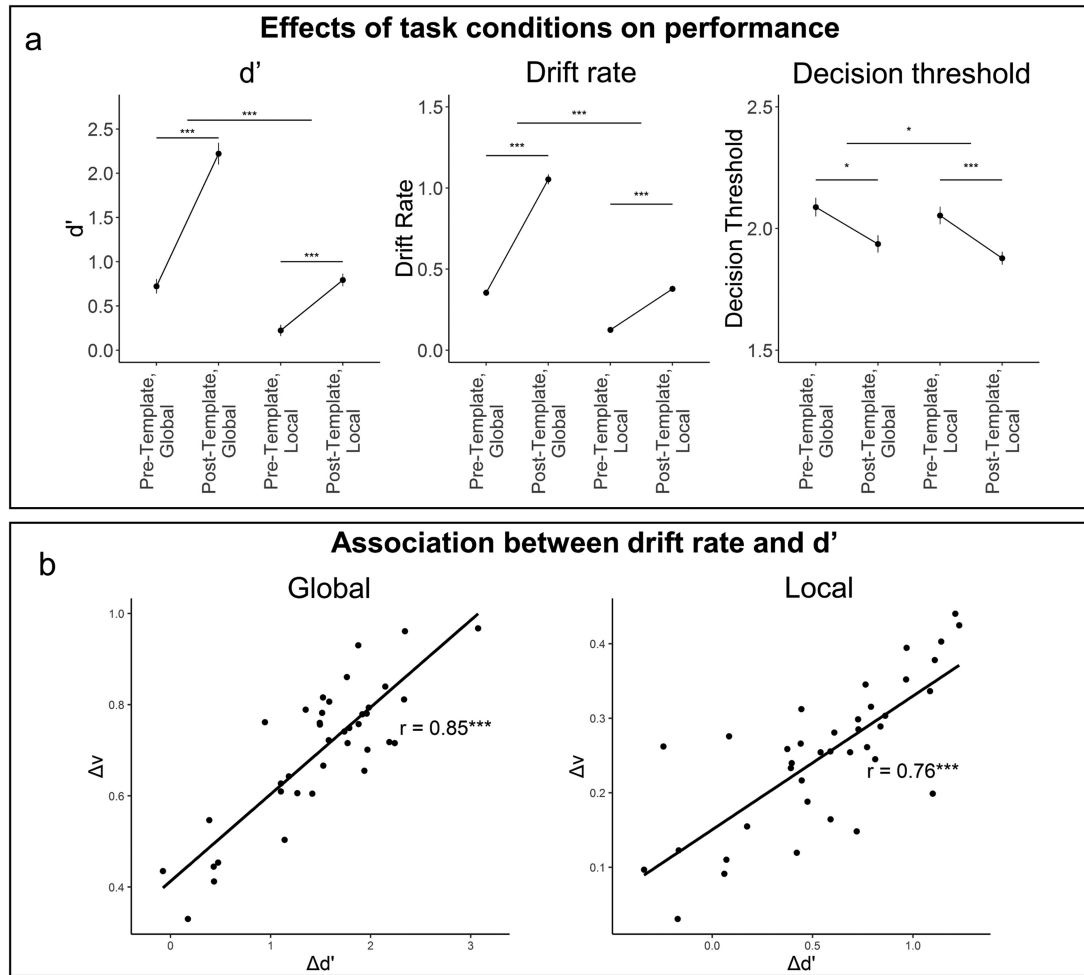 a
Effects of task conditions on performance
d’
Drift rate
Decision threshold
d'
2.5
2.0
1.5
1.0
0.5
0.0
***
***
***
Pre-Template,
Global
Post-Template,
Global
Pre-Template,
Local
Post-Template,
Local
Drift Rate
1.5
1.0
0.5
0.0
***
***
***
Pre-Template,
Global
Post-Template,
Global
Pre-Template,
Local
Post-Template,
Local
Decision Threshold
2.5
2.0
1.5
*
*
***
Pre-Template,
Global
Post-Template,
Global
Pre-Template,
Local
Post-Template,
Local
b
Association between drift rate and d’
Global
Δv
1.0
0.8
0.6
0.4
r = 0.85***
0 1 2 3
Δd'
Local
Δv
0.4
0.3
0.2
0.1
r = 0.76***
0.0 0.5 1.0
Δd'